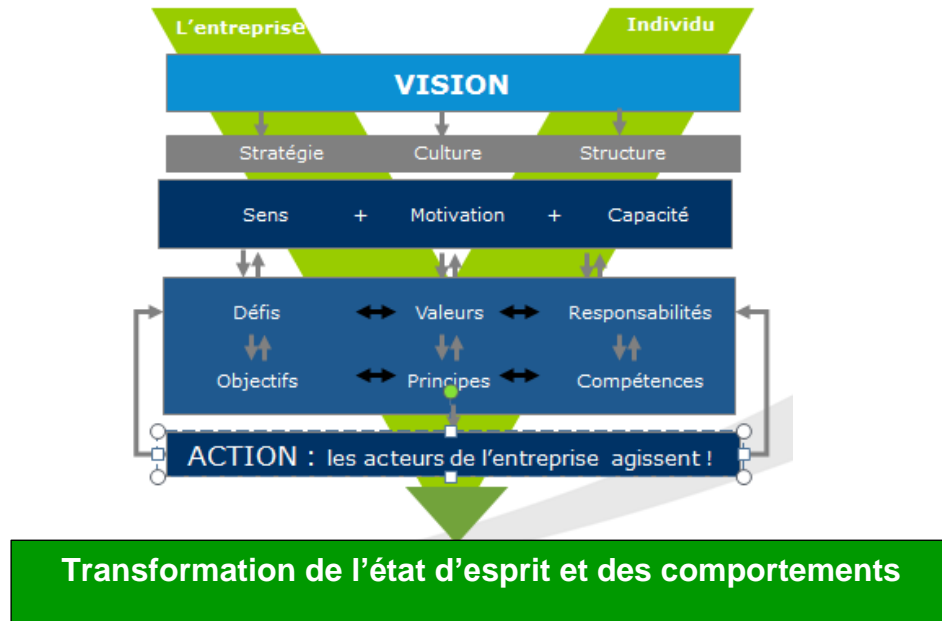 L'entreprise Individu
VISION
Stratégie Culture Structure
Sens + Motivation + Capacité
Défis Valeurs Responsabilités
Objectifs Principes Compétences
ACTION : les acteurs de l'entreprise agissent !
Transformation de l'état d'esprit et des comportements